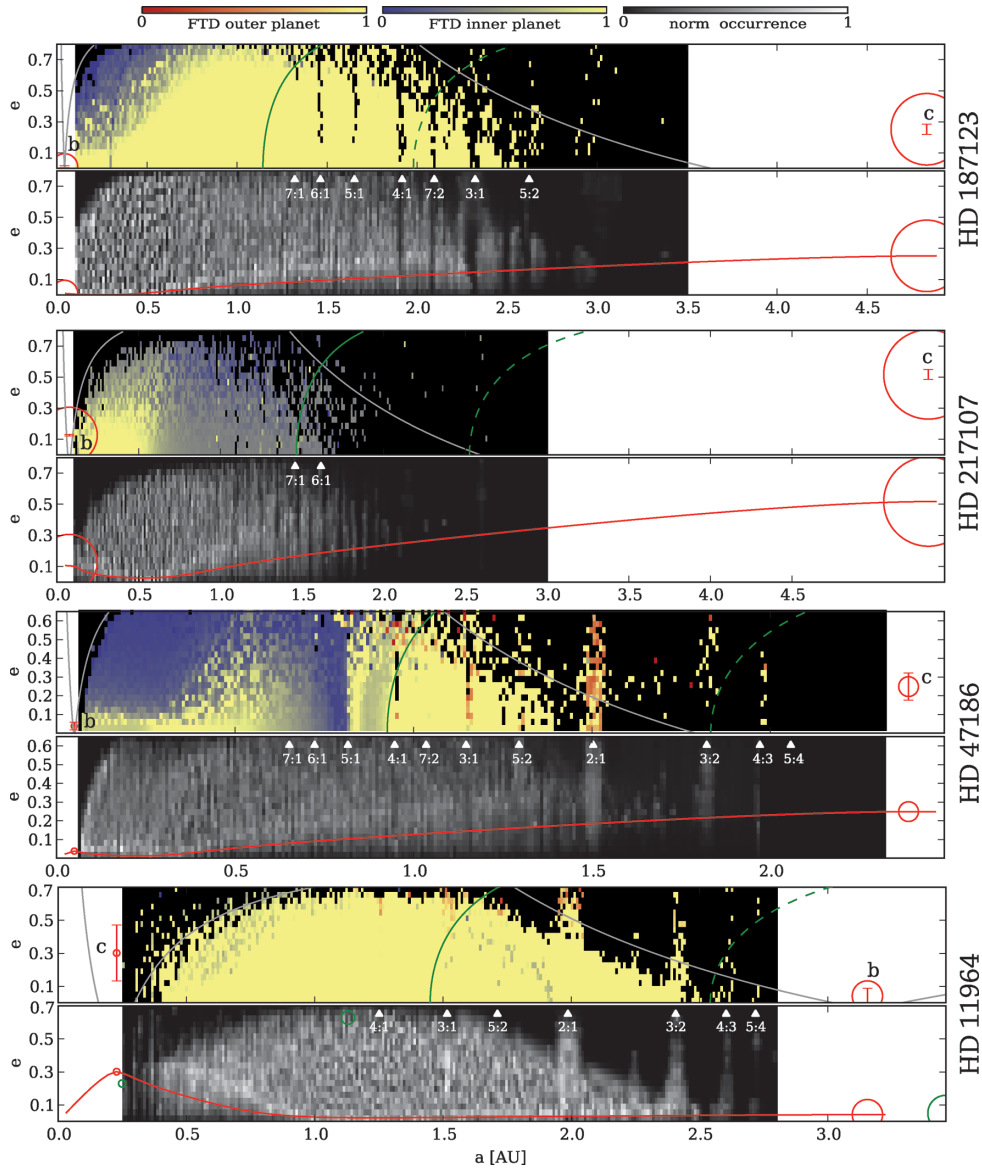 0 FTD outer planet 1
0 FTD inner planet 1
0 norm occurrence 1
HD 187123
e
0.7
0.5
0.3
0.1
b
c
e
0.7
0.5
0.3
0.1
7:1 6:1 5:1 4:1 7:2 3:1 5:2
0.0 0.5 1.0 1.5 2.0 2.5 3.0 3.5 4.0 4.5
HD 217107
e
0.7
0.5
0.3
0.1
b
c
e
0.7
0.5
0.3
0.1
7:1 6:1
0.0 0.5 1.0 1.5 2.0 2.5 3.0 3.5 4.0 4.5
HD 47186
e
0.6
0.5
0.4
0.3
0.2
0.1
b
c
e
0.6
0.5
0.4
0.3
0.2
0.1
7:1 6:1 5:1 4:1 7:2 3:1 5:2 2:1 3:2 4:3 5:4
0.0 0.5 1.0 1.5 2.0
HD 11964
e
0.7
0.5
0.3
0.1
c
b
e
0.7
0.5
0.3
0.1
4:1 3:1 5:2 2:1 3:2 4:3 5:4
0.0 0.5 1.0 1.5 2.0 2.5 3.0
a [AU]